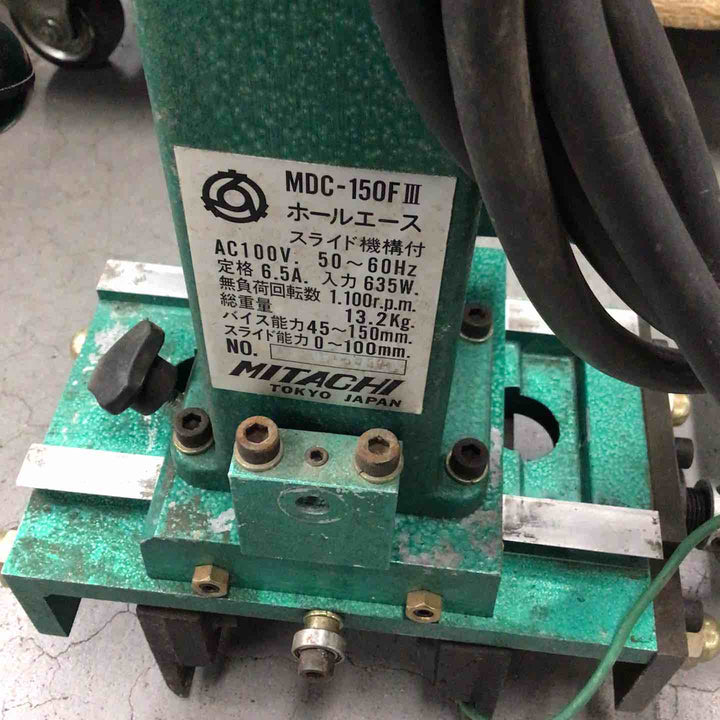 MDC-150FⅢ
ホールエース
スライド機構付
AC100V. 50～60Hz
定格 6.5A. 入力 635W.
無負荷回転数 1.100r.p.m.
総重量 13.2Kg.
バイス能力 45～150mm.
スライド能力 0～100mm.
NO.
MITACHI
TOKYO JAPAN